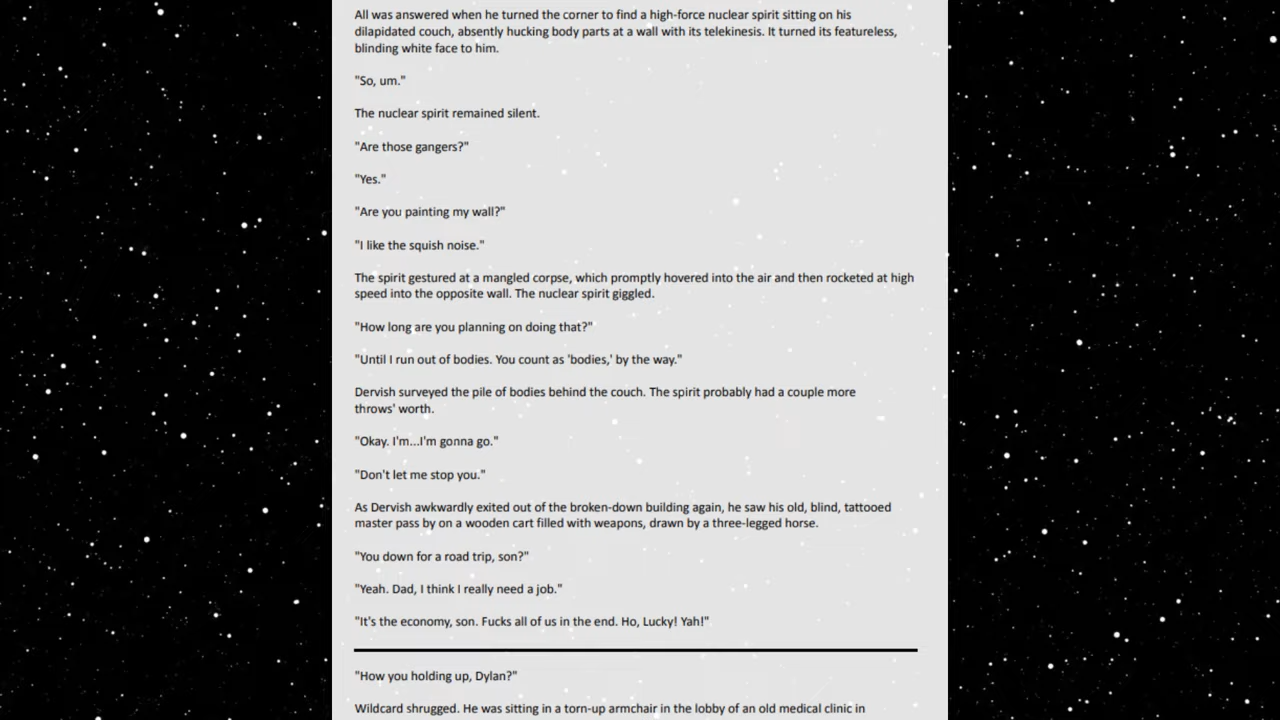 All was answered when he turned the corner to find a high-force nuclear spirit sitting on his
dilapidated couch, absently hucking body parts at a wall with its telekinesis. It turned its featureless,
blinding white face to him.
"So, um."
The nuclear spirit remained silent.
"Are those gangers?"
"Yes."
"Are you painting my wall?"
"I like the squish noise."
The spirit gestured at a mangled corpse, which promptly hovered into the air and then rocketed at high
speed into the opposite wall. The nuclear spirit giggled.
"How long are you planning on doing that?"
"Until I run out of bodies. You count as 'bodies,' by the way."
Dervish surveyed the pile of bodies behind the couch. The spirit probably had a couple more
throws' worth.
"Okay. I'm...I'm gonna go."
"Don't let me stop you."
As Dervish awkwardly exited out of the broken-down building again, he saw his old, blind, tattooed
master pass by on a wooden cart filled with weapons, drawn by a three-legged horse.
"You down for a road trip, son?"
"Yeah. Dad, I think I really need a job."
"It's the economy, son. Fucks all of us in the end. Ho, Lucky! Yah!"
"How you holding up, Dylan?"
Wildcard shrugged. He was sitting in a torn-up armchair in the lobby of an old medical clinic in